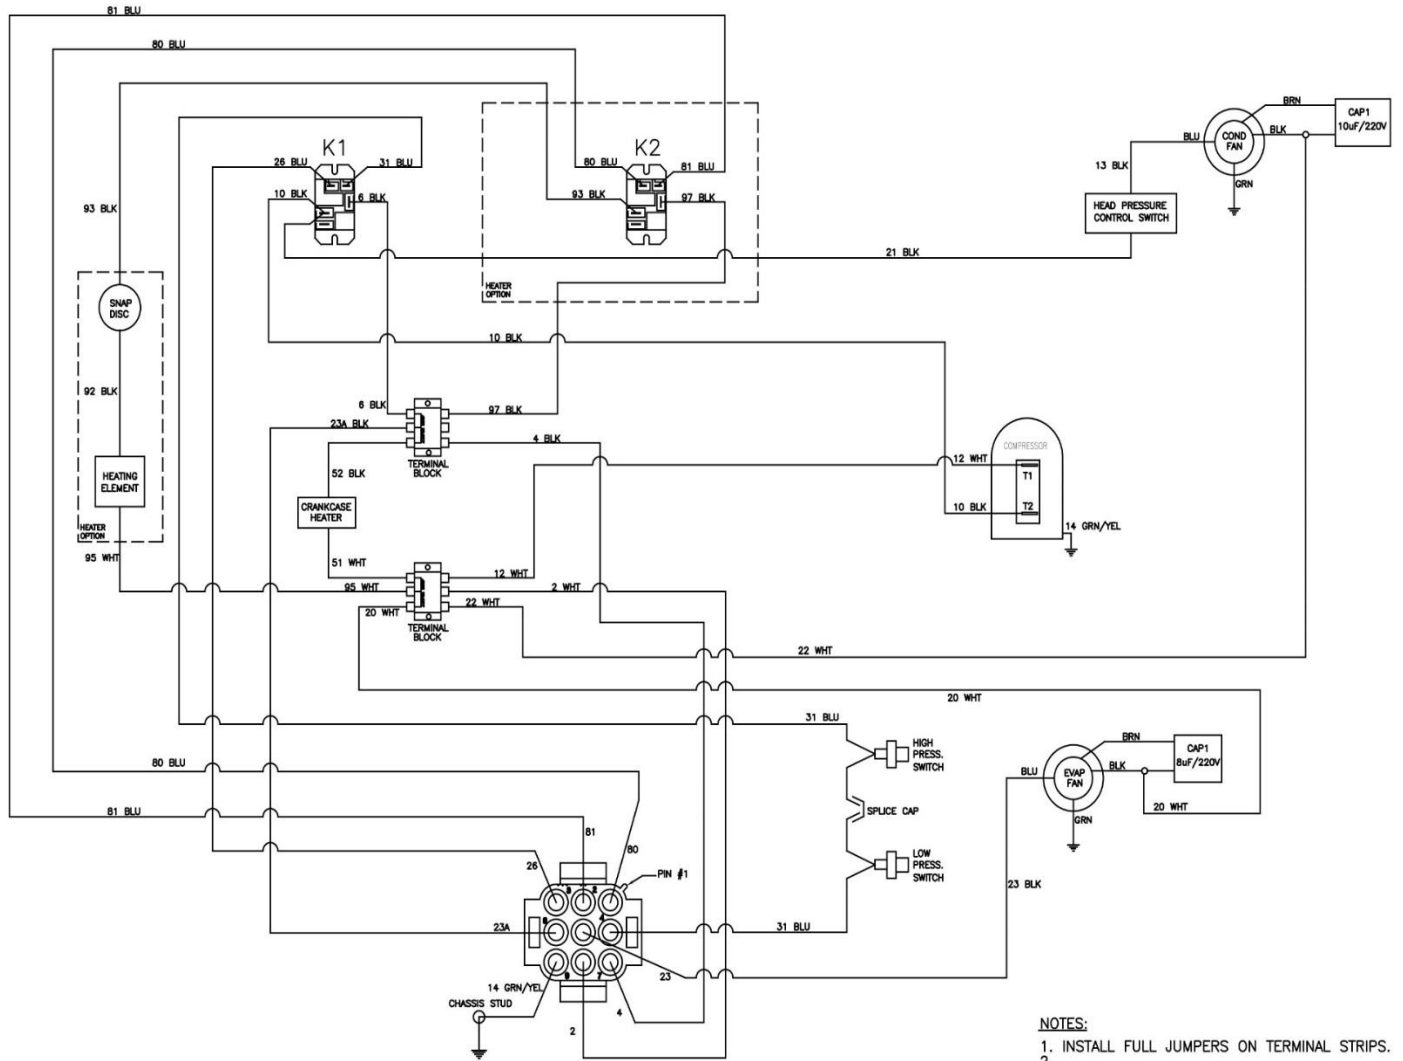 81 BLU
80 BLU
BRN
CAP1
10uF/220V
BLU
COND
FAN
BLK
K1
K2
26 BLU
31 BLU
80 BLU
81 BLU
13 BLK
GRN
10 BLK
6 BLK
93 BLK
97 BLK
93 BLK
HEAD PRESSURE
CONTROL SWITCH
21 BLK
HEATER
OPTION
SNAP
DISC
10 BLK
92 BLK
6 BLK
97 BLK
23A BLK
4 BLK
TERMINAL
BLOCK
COMPRESSOR
12 WHT
T1
52 BLK
HEATING
ELEMENT
CRANKCASE
HEATER
10 BLK
T2
14 GRN/YEL
HEATER
OPTION
95 WHT
51 WHT
12 WHT
95 WHT
2 WHT
20 WHT
22 WHT
TERMINAL
BLOCK
22 WHT
20 WHT
31 BLU
HIGH
PRESS.
SWITCH
BRN
CAP1
8uF/220V
80 BLU
BLU
EVAP
FAN
BLK
20 WHT
81 BLU
SPLICE CAP
GRN
81
80
26
LOW
PRESS.
SWITCH
PIN #1
23 BLK
3
2
4
6
23A
31 BLU
9
7
23
14 GRN/YEL
CHASSIS STUD
4
2
NOTES:
1. INSTALL FULL JUMPERS ON TERMINAL STRIPS.